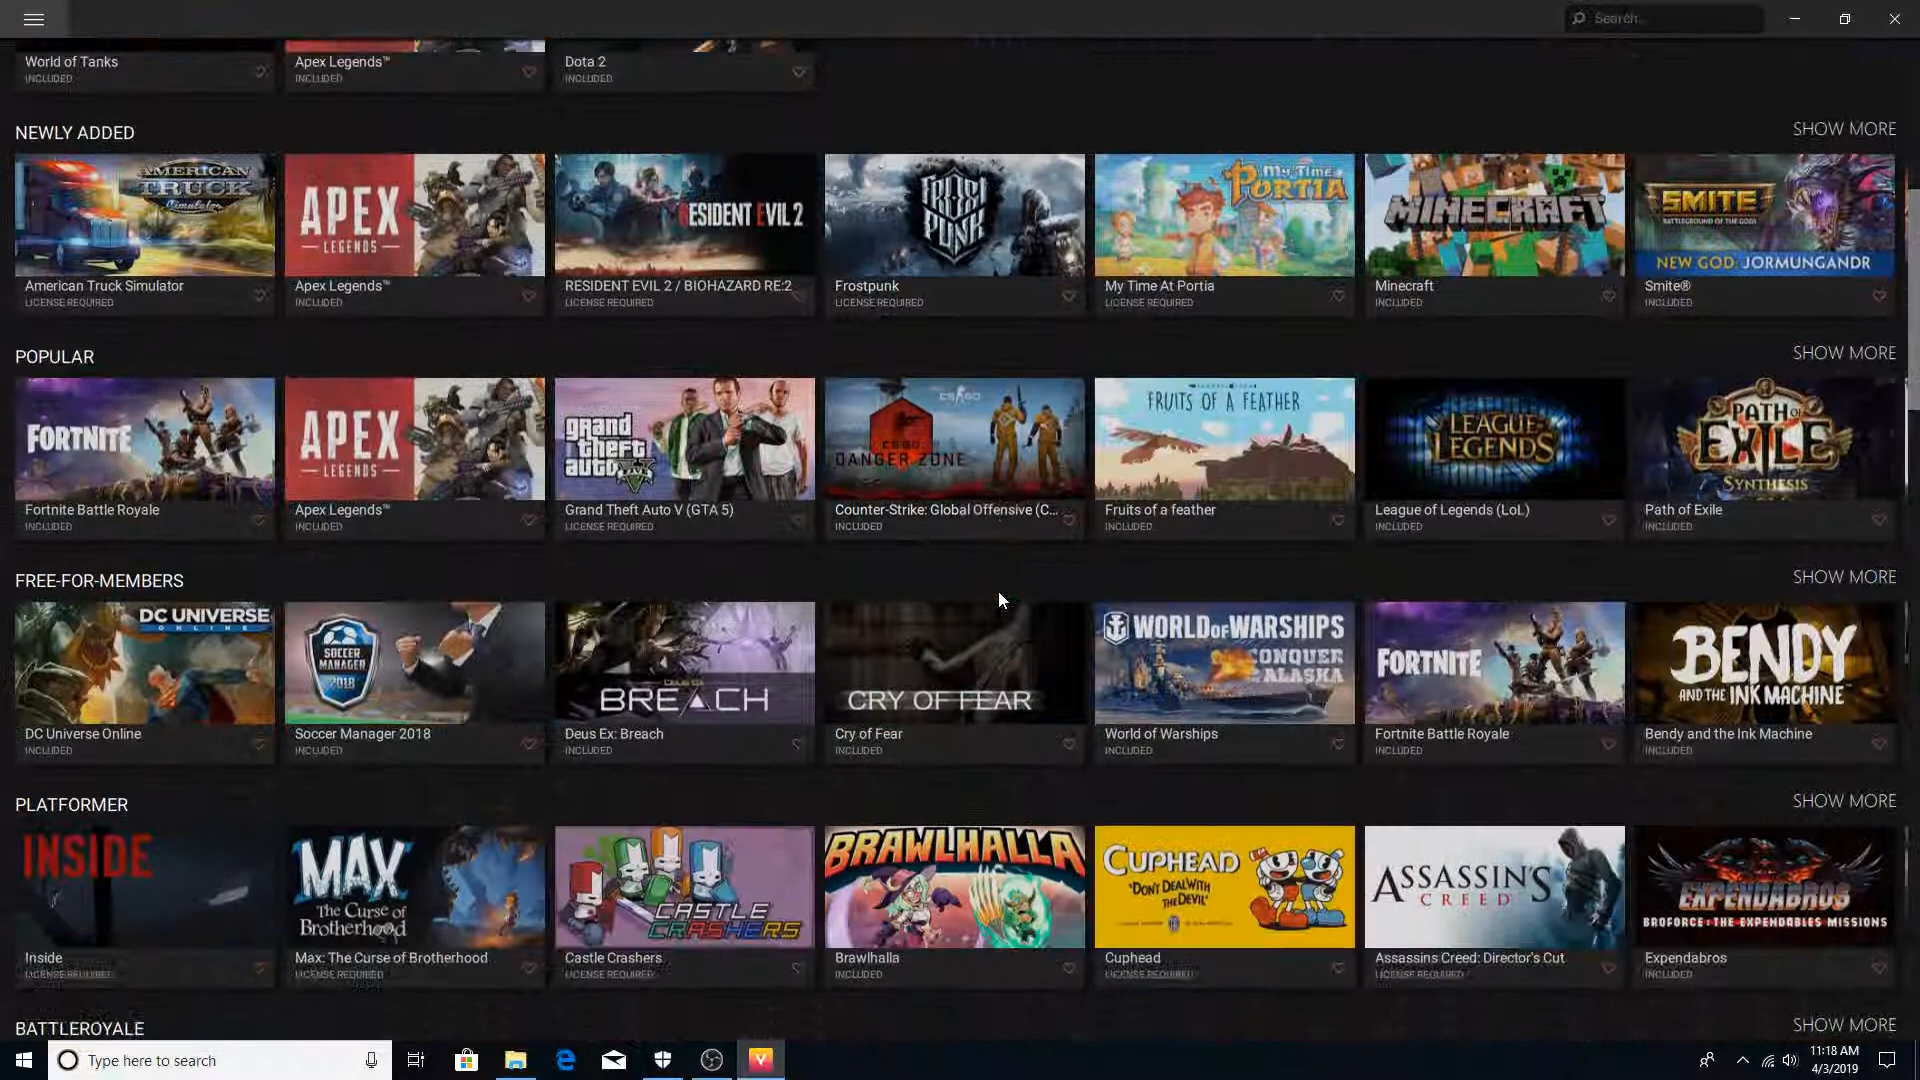 Search...
World of Tanks
INCLUDED
Apex Legends™
INCLUDED
Dota 2
INCLUDED
NEWLY ADDED
SHOW MORE
AMERICAN TRUCK Simulator
APEX LEGENDS
RESIDENT EVIL 2
FROSTPUNK
My Time At PORTIA
MINECRAFT
SMITE BATTLEGROUND OF THE GODS
NEW GOD: JORMUNGANDR
American Truck Simulator
LICENSE REQUIRED
Apex Legends™
INCLUDED
RESIDENT EVIL 2 / BIOHAZARD RE:2
LICENSE REQUIRED
Frostpunk
LICENSE REQUIRED
My Time At Portia
LICENSE REQUIRED
Minecraft
INCLUDED
Smite®
INCLUDED
POPULAR
SHOW MORE
FORTNITE
APEX LEGENDS
grand theft auto V
CS:GO
CSGO DANGER ZONE
FRUITS OF A FEATHER
LEAGUE OF LEGENDS
PATH OF EXILE SYNTHESIS
Fortnite Battle Royale
INCLUDED
Apex Legends™
INCLUDED
Grand Theft Auto V (GTA 5)
LICENSE REQUIRED
Counter-Strike: Global Offensive (C...
INCLUDED
Fruits of a feather
INCLUDED
League of Legends (LoL)
INCLUDED
Path of Exile
INCLUDED
FREE-FOR-MEMBERS
SHOW MORE
DC UNIVERSE ONLINE
SOCCER MANAGER 2018
DEUS EX: BREACH
CRY OF FEAR
WORLD OF WARSHIPS
CONQUER ALASKA
FORTNITE
BENDY AND THE INK MACHINE
DC Universe Online
INCLUDED
Soccer Manager 2018
INCLUDED
Deus Ex: Breach
INCLUDED
Cry of Fear
INCLUDED
World of Warships
INCLUDED
Fortnite Battle Royale
INCLUDED
Bendy and the Ink Machine
INCLUDED
PLATFORMER
SHOW MORE
INSIDE
MAX The Curse of Brotherhood
CASTLE CRASHERS
BRAWLHALLA
CUPHEAD "DON'T DEAL WITH THE DEVIL"
ASSASSIN'S CREED
EXPENDABROS
BROFORCE: THE EXPENDABLES MISSIONS
Inside
LICENSE REQUIRED
Max: The Curse of Brotherhood
LICENSE REQUIRED
Castle Crashers
LICENSE REQUIRED
Brawlhalla
INCLUDED
Cuphead
LICENSE REQUIRED
Assassins Creed: Director's Cut
LICENSE REQUIRED
Expendabros
INCLUDED
BATTLEROYALE
SHOW MORE
Type here to search
11:18 AM
4/3/2019